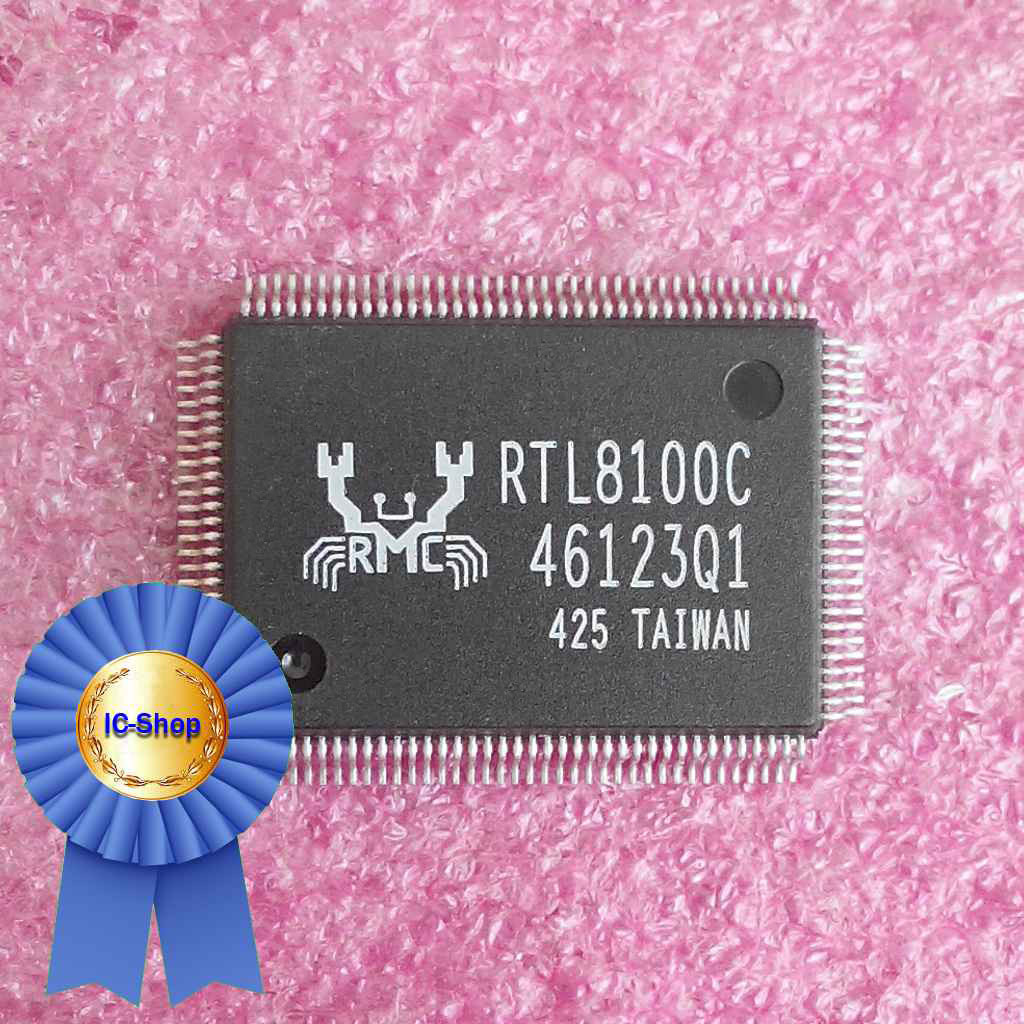 RTL8100C
RMC
46123Q1
425 TAIWAN
IC-Shop